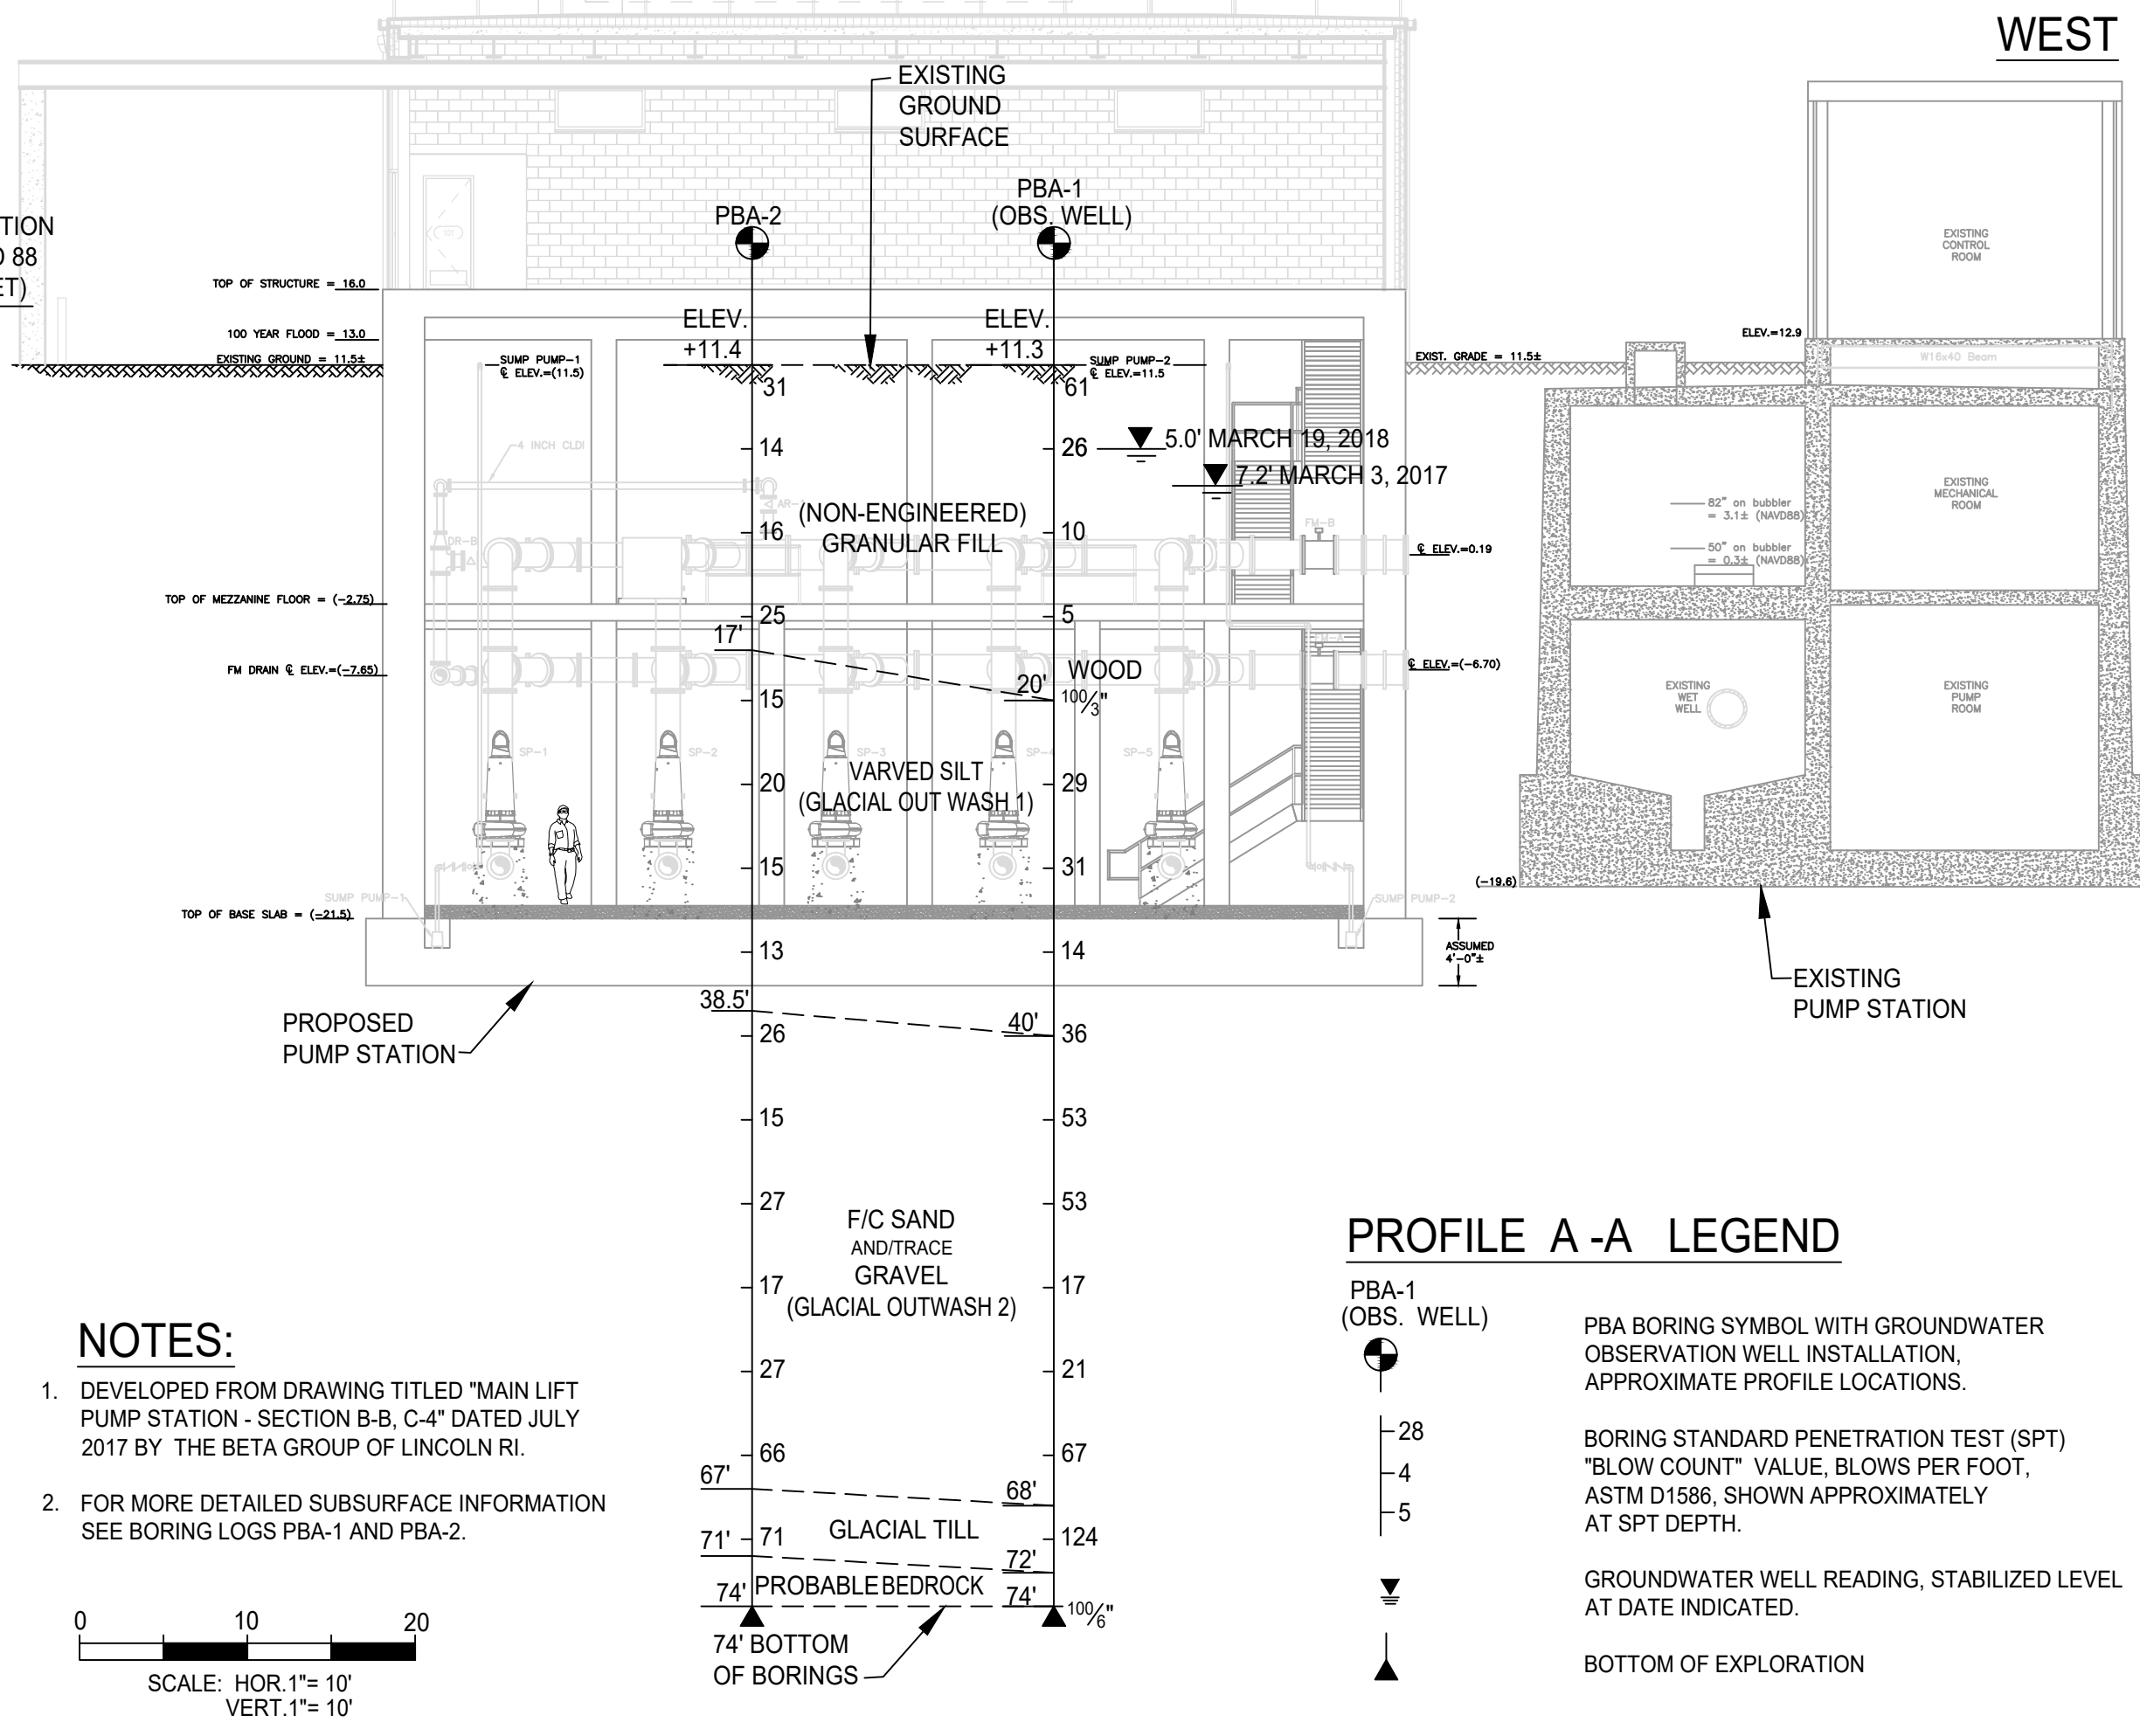 WEST
EXISTING
GROUND
SURFACE
PBA-2
PBA-1
(OBS. WELL)
TION
88
ET)
101
TOP OF STRUCTURE = 16.0
100 YEAR FLOOD = 13.0
EXISTING GROUND = 11.5±
ELEV.
+11.4
ELEV.
+11.3
SUMP PUMP-1
℄ ELEV.=(11.5)
SUMP PUMP-2
℄ ELEV.=11.5
EXIST. GRADE = 11.5±
ELEV.=12.9
W16x40 Beam
EXISTING
CONTROL
ROOM
31
61
14
26
5.0' MARCH 19, 2018
7.2' MARCH 3, 2017
4 INCH CLDI
AR-1
DR-B
FM-B
(NON-ENGINEERED)
GRANULAR FILL
16
10
℄ ELEV.=0.19
82" on bubbler
= 3.1± (NAVD88)
50" on bubbler
= 0.3± (NAVD88)
EXISTING
MECHANICAL
ROOM
TOP OF MEZZANINE FLOOR = (-2.75)
25
5
17'
FM-A
FM DRAIN ℄ ELEV.=(-7.65)
WOOD
℄ ELEV.=(-6.70)
20'
15
100/3"
EXISTING
WET
WELL
EXISTING
PUMP
ROOM
SP-1
SP-2
SP-3
SP-4
SP-5
VARVED SILT
(GLACIAL OUT WASH 1)
20
29
15
31
SUMP PUMP-1
SUMP PUMP-2
(-19.6)
TOP OF BASE SLAB = (-21.5)
13
14
ASSUMED
4'-0"±
EXISTING
PUMP STATION
PROPOSED
PUMP STATION
38.5'
40'
26
36
15
53
27
53
F/C SAND
AND/TRACE
GRAVEL
(GLACIAL OUTWASH 2)
17
17
27
21
66
67
67'
68'
GLACIAL TILL
71'
71
124
72'
PROBABLE BEDROCK
74'
74'
100/6"
74' BOTTOM
OF BORINGS
NOTES:
1. DEVELOPED FROM DRAWING TITLED "MAIN LIFT
PUMP STATION - SECTION B-B, C-4" DATED JULY
2017 BY THE BETA GROUP OF LINCOLN RI.
2. FOR MORE DETAILED SUBSURFACE INFORMATION
SEE BORING LOGS PBA-1 AND PBA-2.
0 10 20
SCALE: HOR.1"= 10'
VERT.1"= 10'
PROFILE A -A LEGEND
PBA-1
(OBS. WELL)
PBA BORING SYMBOL WITH GROUNDWATER
OBSERVATION WELL INSTALLATION,
APPROXIMATE PROFILE LOCATIONS.
28
4
5
BORING STANDARD PENETRATION TEST (SPT)
"BLOW COUNT" VALUE, BLOWS PER FOOT,
ASTM D1586, SHOWN APPROXIMATELY
AT SPT DEPTH.
GROUNDWATER WELL READING, STABILIZED LEVEL
AT DATE INDICATED.
BOTTOM OF EXPLORATION